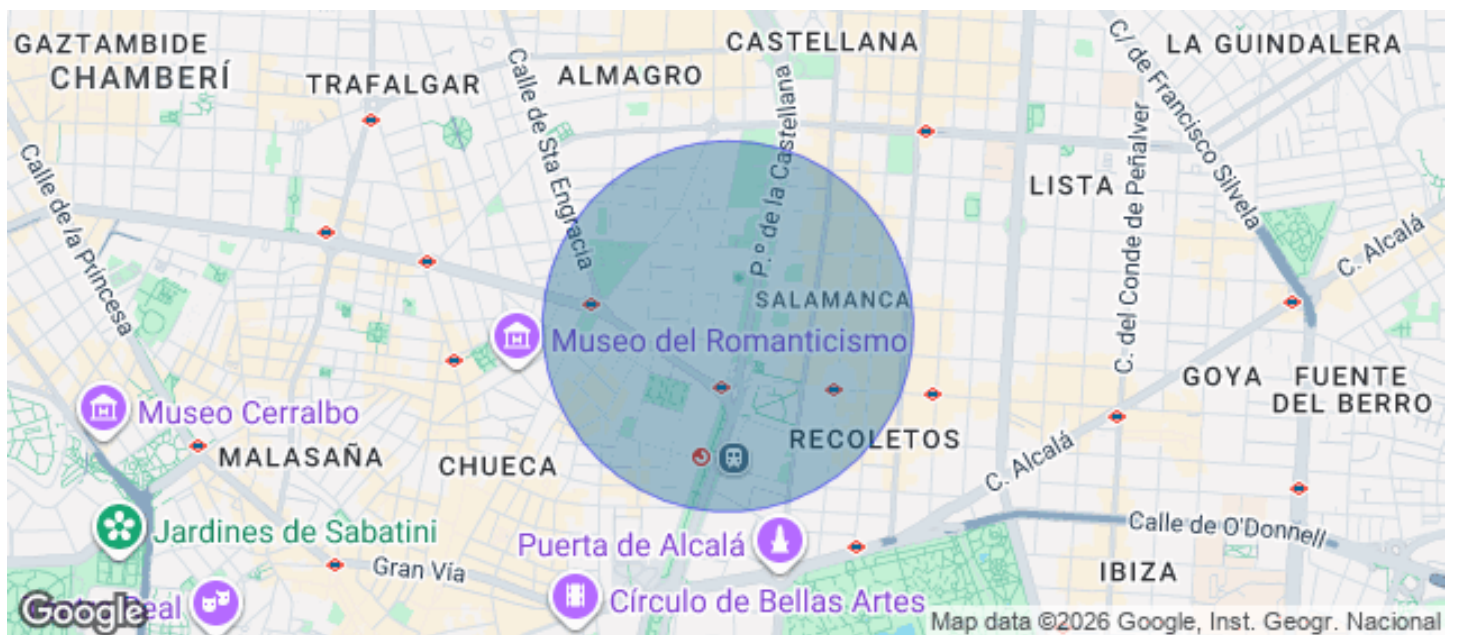 GAZTAMBIDE
CHAMBERÍ
TRAFALGAR
Calle de Sta Engracia
ALMAGRO
CASTELLANA
P.º de la Castellana
C/ de Francisco Silvela
LA GUINDALERA
Calle de la Princesa
LISTA
C. del Conde de Peñalver
C. Alcalá
SALAMANCA
Museo del Romanticismo
GOYA
FUENTE
DEL BERRO
Museo Cerralbo
MALASAÑA
CHUECA
RECOLETOS
C. Alcalá
Jardines de Sabatini
Puerta de Alcalá
Calle de O'Donnell
Gran Vía
IBIZA
Real
Círculo de Bellas Artes
Google
Map data ©2026 Google, Inst. Geogr. Nacional